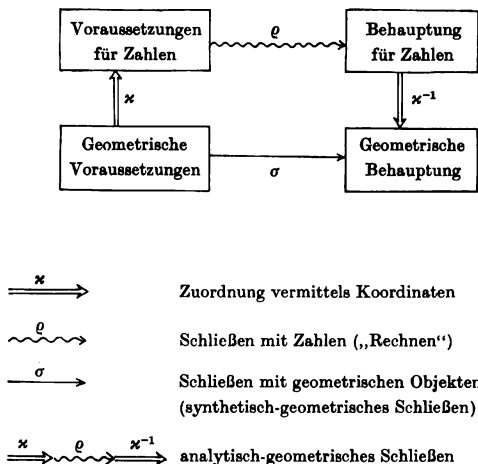 Voraussetzungen
für Zahlen
ϱ
Behauptung
für Zahlen
ϰ
ϰ⁻¹
Geometrische
Voraussetzungen
σ
Geometrische
Behauptung
ϰ
Zuordnung vermittels Koordinaten
ϱ
Schließen mit Zahlen („Rechnen“)
σ
Schließen mit geometrischen Objekten
(synthetisch-geometrisches Schließen)
ϰ ϱ ϰ⁻¹
analytisch-geometrisches Schließen